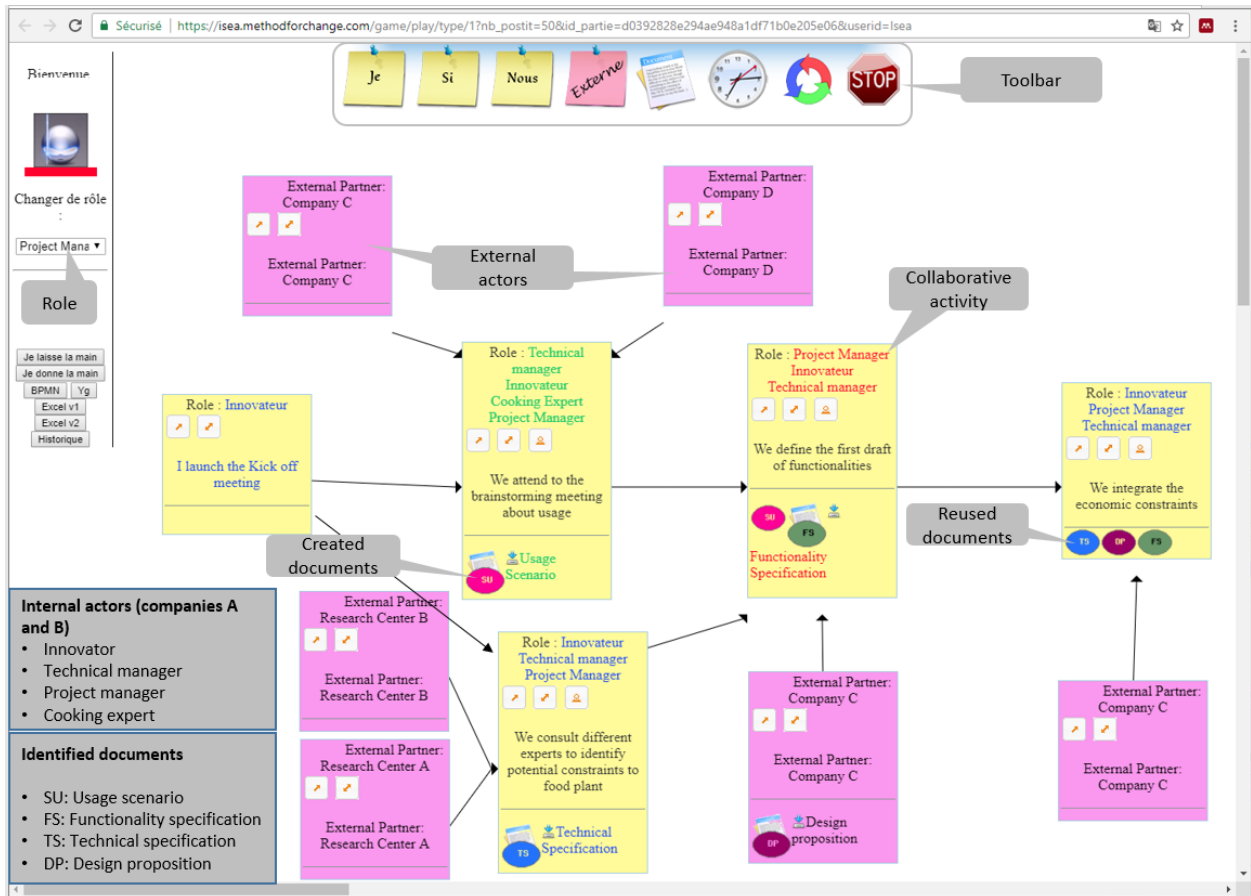 Sécurisé | https://isea.methodforchange.com/game/play/type/1?nb_postit=50&id_partie=d0392828e294ae948a1df71b0e205e06&userid=Isea
Bienvenue
Changer de rôle
:
Project Mana
Role
Je laisse la main
Je donne la main
BPMN Yg
Excel v1
Excel v2
Historique
Je
Si
Nous
Externe
Document
STOP
Toolbar
External Partner:
Company C
External Partner:
Company C
External
actors
External Partner:
Company D
External Partner:
Company D
Collaborative
activity
Role : Innovateur
I launch the Kick off
meeting
Role : Technical
manager
Innovateur
Cooking Expert
Project Manager
We attend to the
brainstorming meeting
about usage
SU
Usage
Scenario
Created
documents
Role : Project Manager
Innovateur
Technical manager
We define the first draft
of functionalities
SU
FS
Functionality
Specification
Reused
documents
Role : Innovateur
Project Manager
Technical manager
We integrate the
economic constraints
TS DP FS
Internal actors (companies A
and B)
• Innovator
• Technical manager
• Project manager
• Cooking expert
Identified documents
• SU: Usage scenario
• FS: Functionality specification
• TS: Technical specification
• DP: Design proposition
External Partner:
Research Center B
External Partner:
Research Center B
External Partner:
Research Center A
External Partner:
Research Center A
Role : Innovateur
Technical manager
Project Manager
We consult different
experts to identify
potential constraints to
food plant
TS
Technical
Specification
External Partner:
Company C
External Partner:
Company C
DP
Design
proposition
External Partner:
Company C
External Partner:
Company C